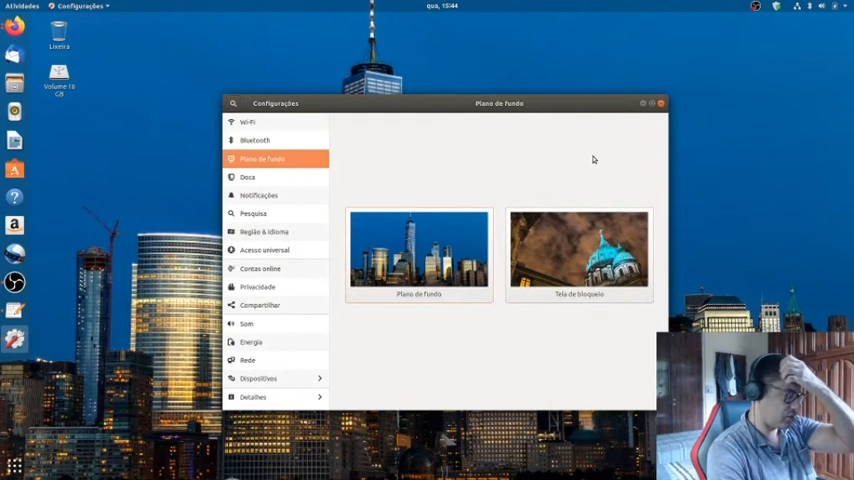 Atividades
Configurações
qua, 15:44
Lixeira
Volume 18
GB
Configurações
Plano de fundo
Wi-Fi
Bluetooth
Plano de fundo
Doca
Notificações
Pesquisa
Região & Idioma
Acesso universal
Contas online
Privacidade
Compartilhar
Som
Energia
Rede
Dispositivos
Detalhes
Plano de fundo
Tela de bloqueio